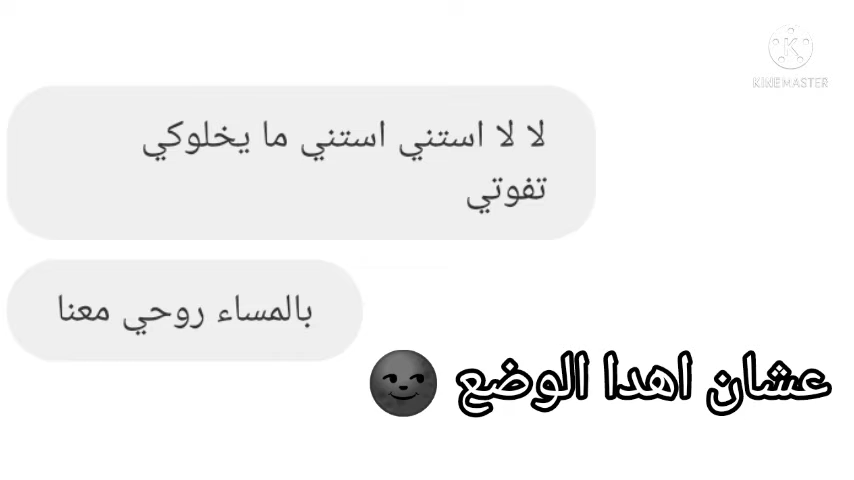 KINEMASTER
لا لا استني استني ما يخلوكي
تفوتي
بالمساء روحي معنا
عشان اهدا الوضع 🌚